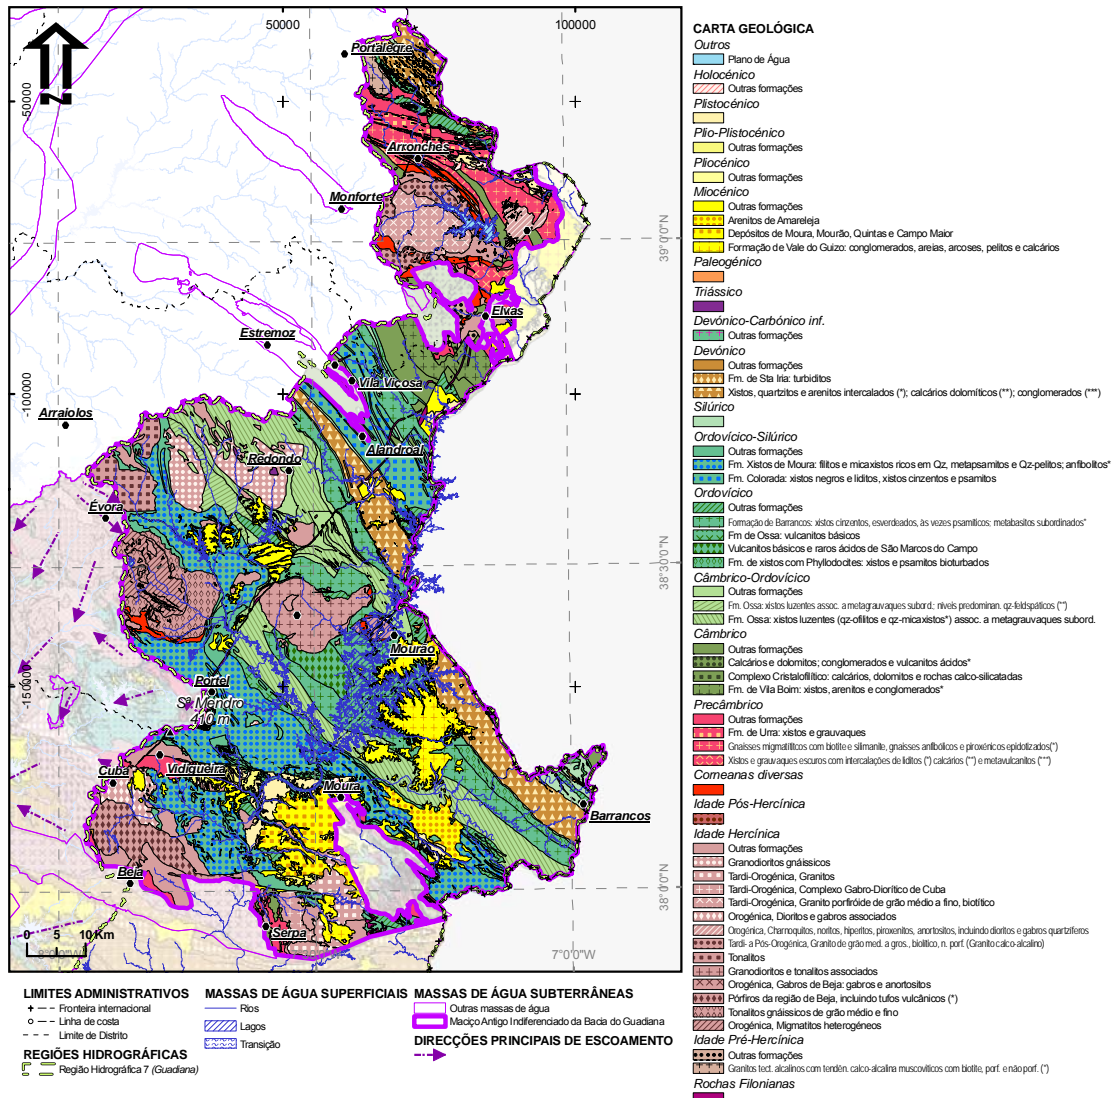 50000
100000
N
50000
-100000
-150000
Portalegre
Arronches
Monforte
39°0'0"N
Elvas
Estremoz
Vila Viçosa
Arraiolos
Alandroal
Redondo
Évora
38°30'0"N
Mourão
Portel
Sª Mendro
410 m
Cuba
Vidigueira
Moura
Barrancos
Beja
38°0'0"N
Serpa
0 5 10 Km
8°0'0"W
7°0'0"W
CARTA GEOLÓGICA
Outros
Plano de Água
Holocénico
Outras formações
Plistocénico
Plio-Plistocénico
Outras formações
Pliocénico
Outras formações
Miocénico
Outras formações
Arenitos de Amareleja
Depósitos de Moura, Mourão, Quintas e Campo Maior
Formação de Vale do Guizo: conglomerados, areias, arcoses, pelitos e calcários
Paleogénico
Triássico
Devónico-Carbónico inf.
Outras formações
Devónico
Outras formações
Fm. de Sta Iria: turbiditos
Xistos, quartzitos e arenitos intercalados (*); calcários dolomíticos (**); conglomerados (***)
Silúrico
Ordovícico-Silúrico
Outras formações
Fm. Xistos de Moura: filitos e micaxistos ricos em Qz, metapsamitos e Qz-pelitos; anfibolitos*
Fm. Colorada: xistos negros e liditos, xistos cinzentos e psamitos
Ordovícico
Outras formações
Formação de Barrancos: xistos cinzentos, esverdeados, às vezes psamíticos; metabasitos subordinados*
Fm de Ossa: vulcanitos básicos
Vulcanitos básicos e raros ácidos de São Marcos do Campo
Fm. de xistos com Phyllodocites: xistos e psamitos bioturbados
Câmbrico-Ordovícico
Outras formações
Fm. Ossa: xistos luzentes assoc. a metagrauvaques subord.; níveis predominan. qz-feldspáticos (**)
Fm. Ossa: xistos luzentes (qz-ofilitos e qz-micaxistos*) assoc. a metagrauvaques subord.
Câmbrico
Outras formações
Calcários e dolomitos; conglomerados e vulcanitos ácidos*
Complexo Cristalofilítico: calcários, dolomitos e rochas calco-silicatadas
Fm. de Vila Boim: xistos, arenitos e conglomerados*
Precâmbrico
Outras formações
Fm. de Urra: xistos e grauvaques
Gnaisses migmatíticos com biotite e silimanite, gnaisses anfibólicos e piroxénicos epidotizados(*)
Xistos e grauvaques escuros com intercalações de liditos (*) calcários (**) e metavulcanitos (***)
Corneanas diversas
Idade Pós-Hercínica
Idade Hercínica
Outras formações
Granodioritos gnáissicos
Tardi-Orogénica, Granitos
Tardi-Orogénica, Complexo Gabro-Diorítico de Cuba
Tardi-Orogénica, Granito porfiróide de grão médio a fino, biotítico
Orogénica, Dioritos e gabros associados
Orogénica, Charnoquitos, noritos, hiperitos, piroxenitos, anortositos, incluindo dioritos e gabros quartzíferos
Tardi- a Pós-Orogénica, Granito de grão med. a gros., biotítico, n. porf. (Granito calco-alcalino)
Tonalitos
Granodioritos e tonalitos associados
Orogénica, Gabros de Beja: gabros e anortositos
Pórfiros da região de Beja, incluindo tufos vulcânicos (*)
Tonalitos gnáissicos de grão médio e fino
Orogénica, Migmatitos heterogéneos
Idade Pré-Hercínica
Outras formações
Granitos tect. alcalinos com tendên. calco-alcalina muscovíticos com biotite, porf. e não porf. (*)
Rochas Filonianas
LIMITES ADMINISTRATIVOS
Fronteira internacional
Linha de costa
Limite de Distrito
REGIÕES HIDROGRÁFICAS
Região Hidrográfica 7 (Guadiana)
MASSAS DE ÁGUA SUPERFICIAIS
Rios
Lagos
Transição
MASSAS DE ÁGUA SUBTERRÂNEAS
Outras massas de água
Maciço Antigo Indiferenciado da Bacia do Guadiana
DIRECÇÕES PRINCIPAIS DE ESCOAMENTO